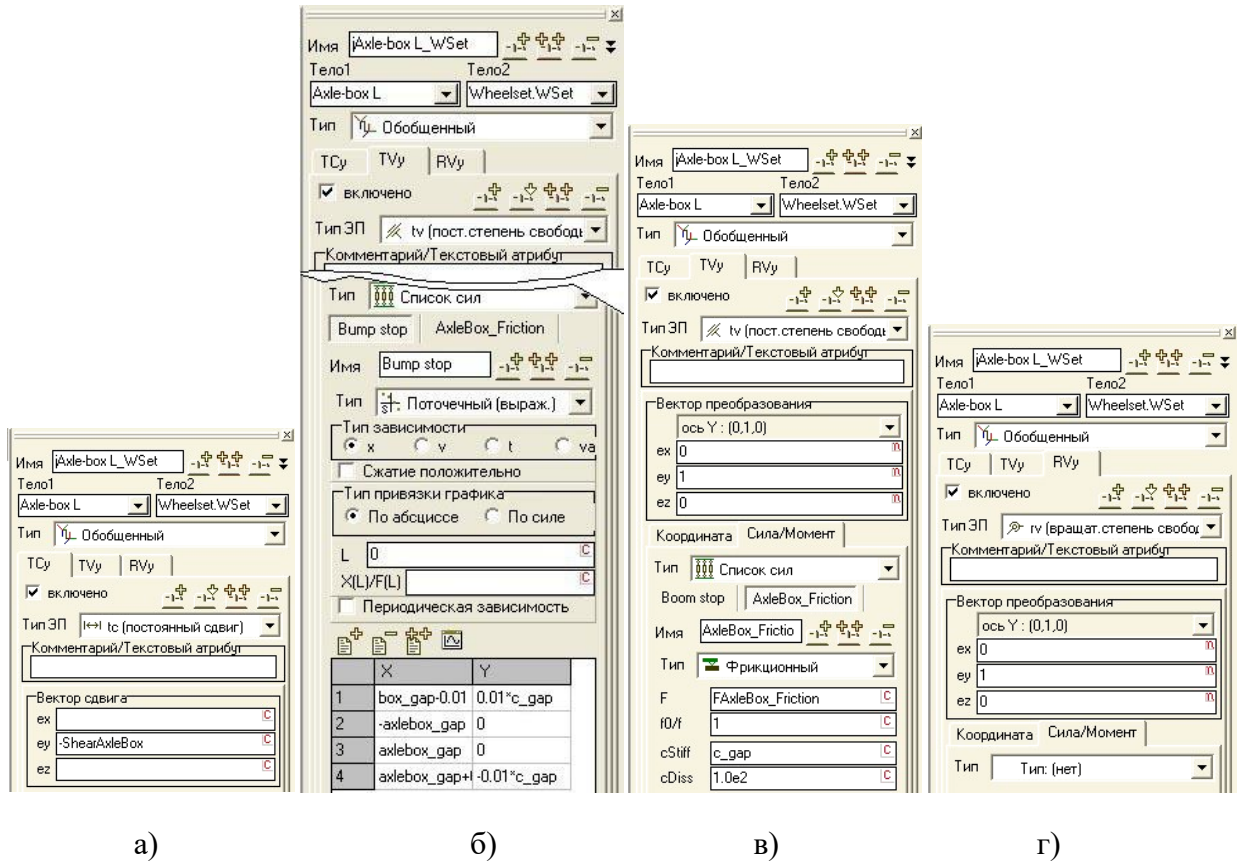 Имя jAxle-box L_WSet
Тело1 Тело2
Axle-box L Wheelset.WSet
Тип Обобщенный
TCy TVy RVy
включено
Тип ЭП tc (постоянный сдвиг)
Комментарий/Текстовый атрибут
Вектор сдвига
ex C
ey -ShearAxleBox C
ez C
а)
Имя jAxle-box L_WSet
Тело1 Тело2
Axle-box L Wheelset.WSet
Тип Обобщенный
TCy TVy RVy
включено
Тип ЭП tv (пост.степень свободы
Комментарий/Текстовый атрибут
Тип Список сил
Bump stop AxleBox_Friction
Имя Bump stop
Тип Поточечный (выраж.)
Тип зависимости
x v t va
Сжатие положительно
Тип привязки графика
По абсциссе По силе
L 0 C
X(L)/F(L) C
Периодическая зависимость
X Y
1 box_gap-0.01 0.01*c_gap
2 -axlebox_gap 0
3 axlebox_gap 0
4 axlebox_gap+( -0.01*c_gap
б)
Имя jAxle-box L_WSet
Тело1 Тело2
Axle-box L Wheelset.WSet
Тип Обобщенный
TCy TVy RVy
включено
Тип ЭП tv (пост.степень свободы
Комментарий/Текстовый атрибут
Вектор преобразования
ось Y : (0,1,0)
ex 0 n
ey 1 n
ez 0 n
Координата Сила/Момент
Тип Список сил
Boom stop AxleBox_Friction
Имя AxleBox_Frictio
Тип Фрикционный
F FAxleBox_Friction C
f0/f 1 C
cStiff c_gap C
cDiss 1.0e2 C
в)
Имя jAxle-box L_WSet
Тело1 Тело2
Axle-box L Wheelset.WSet
Тип Обобщенный
TCy TVy RVy
включено
Тип ЭП rv (вращат.степень свобод
Комментарий/Текстовый атрибут
Вектор преобразования
ось Y : (0,1,0)
ex 0 n
ey 1 n
ez 0 n
Координата Сила/Момент
Тип Тип: (нет)
г)